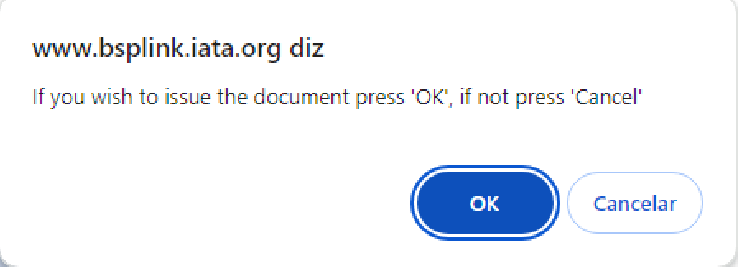 www.bsplink.iata.org diz
If you wish to issue the document press 'OK', if not press 'Cancel'
OK
Cancelar